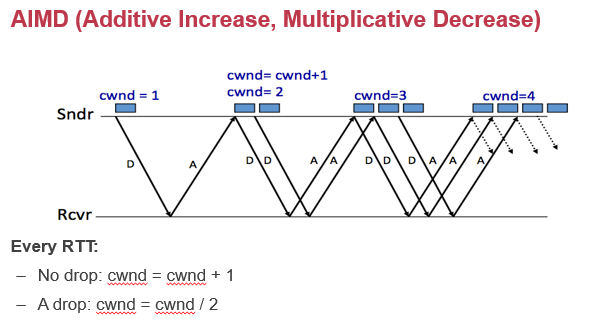 AIMD (Additive Increase, Multiplicative Decrease)
cwnd = 1
cwnd= cwnd+1
cwnd= 2
cwnd=3
cwnd=4
Sndr
D A D D A A D D D A A A
Rcvr
Every RTT:
– No drop: cwnd = cwnd + 1
– A drop: cwnd = cwnd / 2